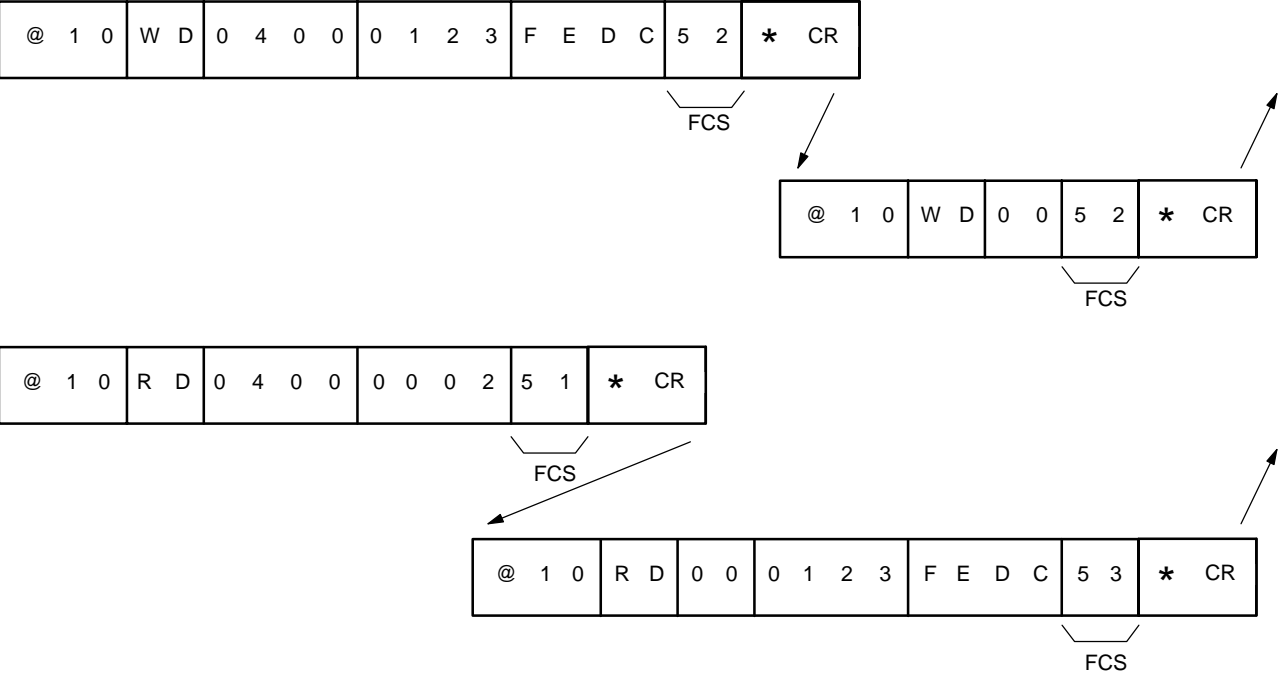 @ 1 0 W D 0 4 0 0 0 1 2 3 F E D C 5 2 * CR
FCS
@ 1 0 W D 0 0 5 2 * CR
FCS
@ 1 0 R D 0 4 0 0 0 0 0 2 5 1 * CR
FCS
@ 1 0 R D 0 0 0 1 2 3 F E D C 5 3 * CR
FCS